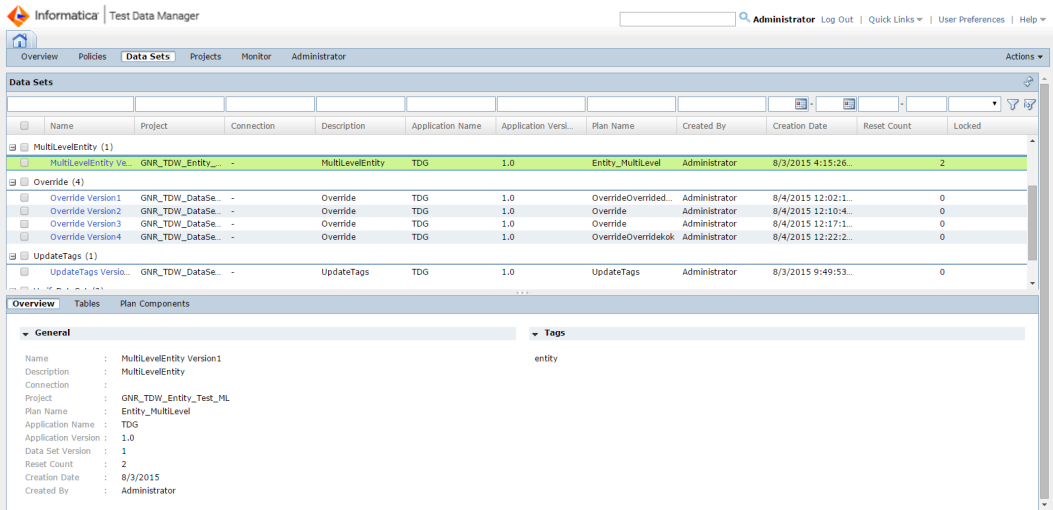 Informatica Test Data Manager
Administrator Log Out | Quick Links | User Preferences | Help
Overview Policies Data Sets Projects Monitor Administrator Actions
Data Sets
- -
Name Project Connection Description Application Name Application Versi... Plan Name Created By Creation Date Reset Count Locked
MultiLevelEntity (1)
MultiLevelEntity Ve... GNR_TDW_Entity_... - MultiLevelEntity TDG 1.0 Entity_MultiLevel Administrator 8/3/2015 4:15:26... 2
Override (4)
Override Version1 GNR_TDW_DataSe... - Override TDG 1.0 OverrideOverrided... Administrator 8/4/2015 12:02:1... 0
Override Version2 GNR_TDW_DataSe... - Override TDG 1.0 Override Administrator 8/4/2015 12:10:4... 0
Override Version3 GNR_TDW_DataSe... - Override TDG 1.0 Override Administrator 8/4/2015 12:17:1... 0
Override Version4 GNR_TDW_DataSe... - Override TDG 1.0 OverrideOverridekok Administrator 8/4/2015 12:22:2... 0
UpdateTags (1)
UpdateTags Versio... GNR_TDW_DataSe... - UpdateTags TDG 1.0 UpdateTags Administrator 8/3/2015 9:49:53... 0
Overview Tables Plan Components
General
Name : MultiLevelEntity Version1
Description : MultiLevelEntity
Connection :
Project : GNR_TDW_Entity_Test_ML
Plan Name : Entity_MultiLevel
Application Name : TDG
Application Version : 1.0
Data Set Version : 1
Reset Count : 2
Creation Date : 8/3/2015
Created By : Administrator
Tags
entity